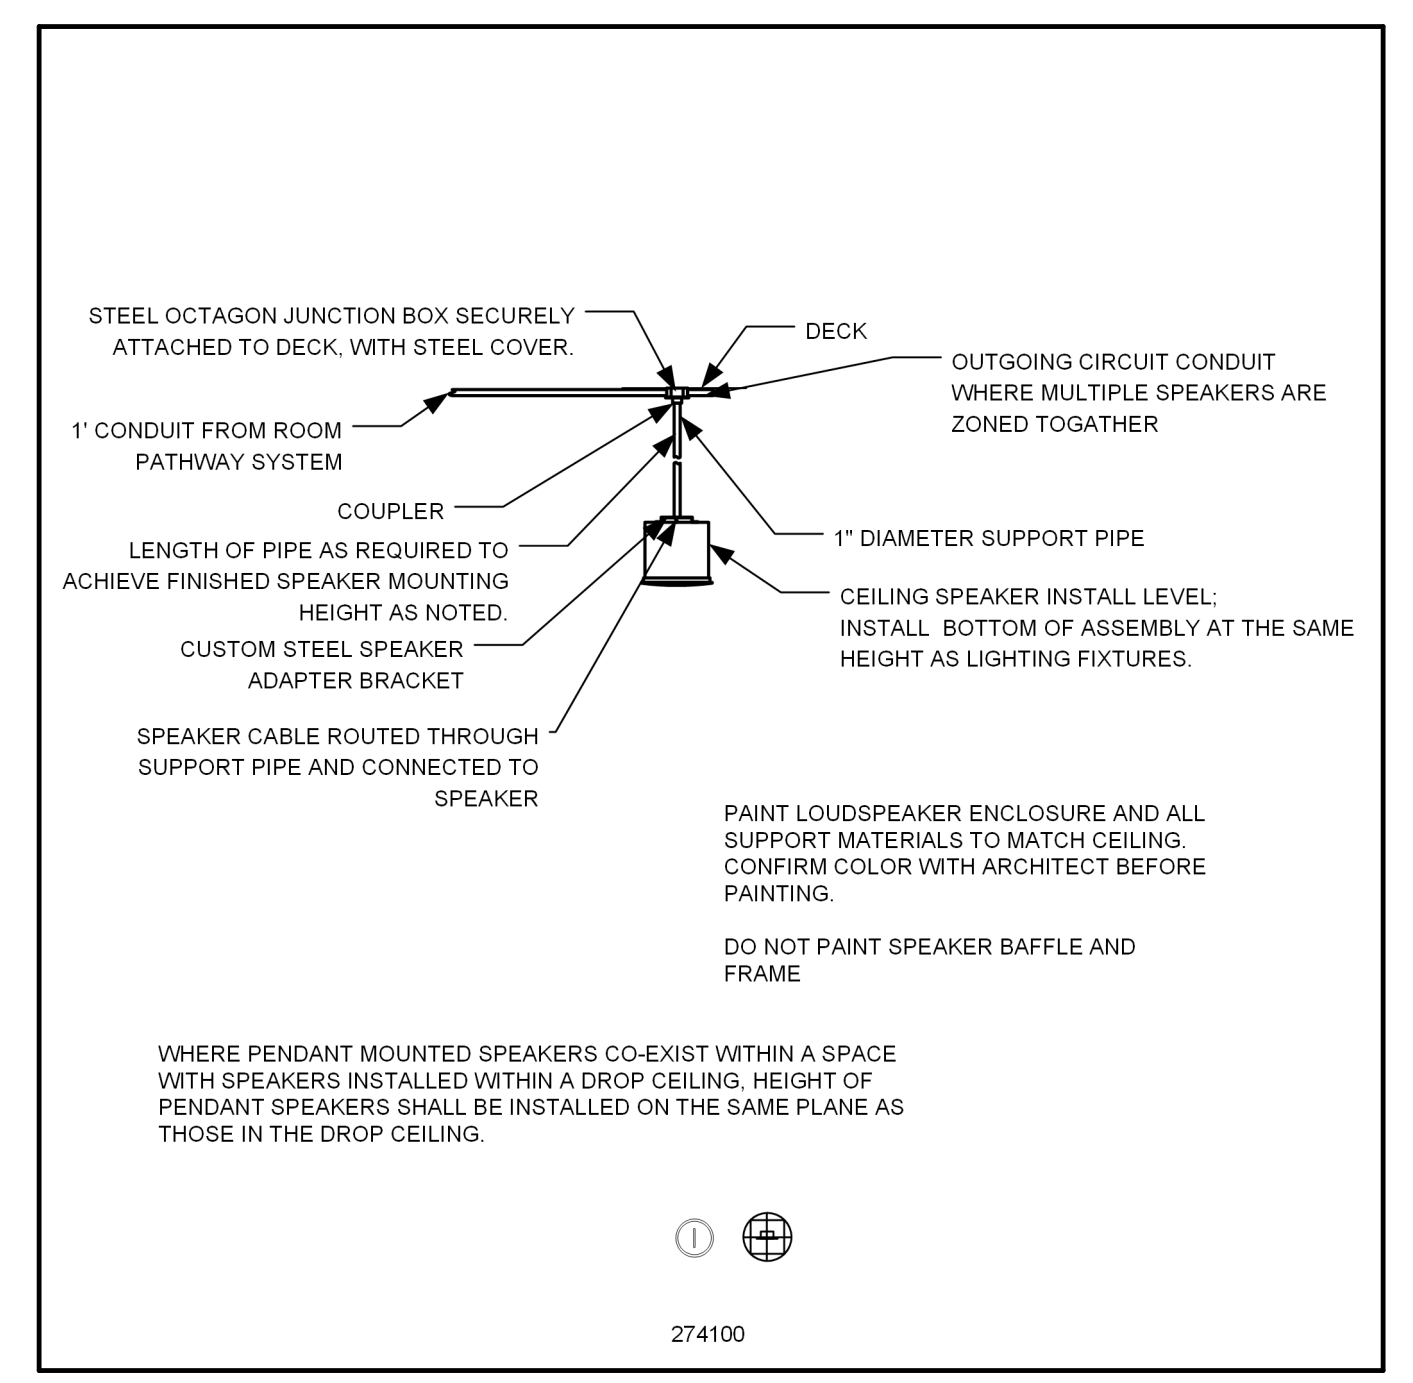 STEEL OCTAGON JUNCTION BOX SECURELY
ATTACHED TO DECK, WITH STEEL COVER.
DECK
OUTGOING CIRCUIT CONDUIT
WHERE MULTIPLE SPEAKERS ARE
ZONED TOGATHER
1' CONDUIT FROM ROOM
PATHWAY SYSTEM
COUPLER
1" DIAMETER SUPPORT PIPE
LENGTH OF PIPE AS REQUIRED TO
ACHIEVE FINISHED SPEAKER MOUNTING
HEIGHT AS NOTED.
CEILING SPEAKER INSTALL LEVEL;
INSTALL  BOTTOM OF ASSEMBLY AT THE SAME
HEIGHT AS LIGHTING FIXTURES.
CUSTOM STEEL SPEAKER
ADAPTER BRACKET
SPEAKER CABLE ROUTED THROUGH
SUPPORT PIPE AND CONNECTED TO
SPEAKER
PAINT LOUDSPEAKER ENCLOSURE AND ALL
SUPPORT MATERIALS TO MATCH CEILING.
CONFIRM COLOR WITH ARCHITECT BEFORE
PAINTING.
DO NOT PAINT SPEAKER BAFFLE AND
FRAME
WHERE PENDANT MOUNTED SPEAKERS CO-EXIST WITHIN A SPACE
WITH SPEAKERS INSTALLED WITHIN A DROP CEILING, HEIGHT OF
PENDANT SPEAKERS SHALL BE INSTALLED ON THE SAME PLANE AS
THOSE IN THE DROP CEILING.
274100